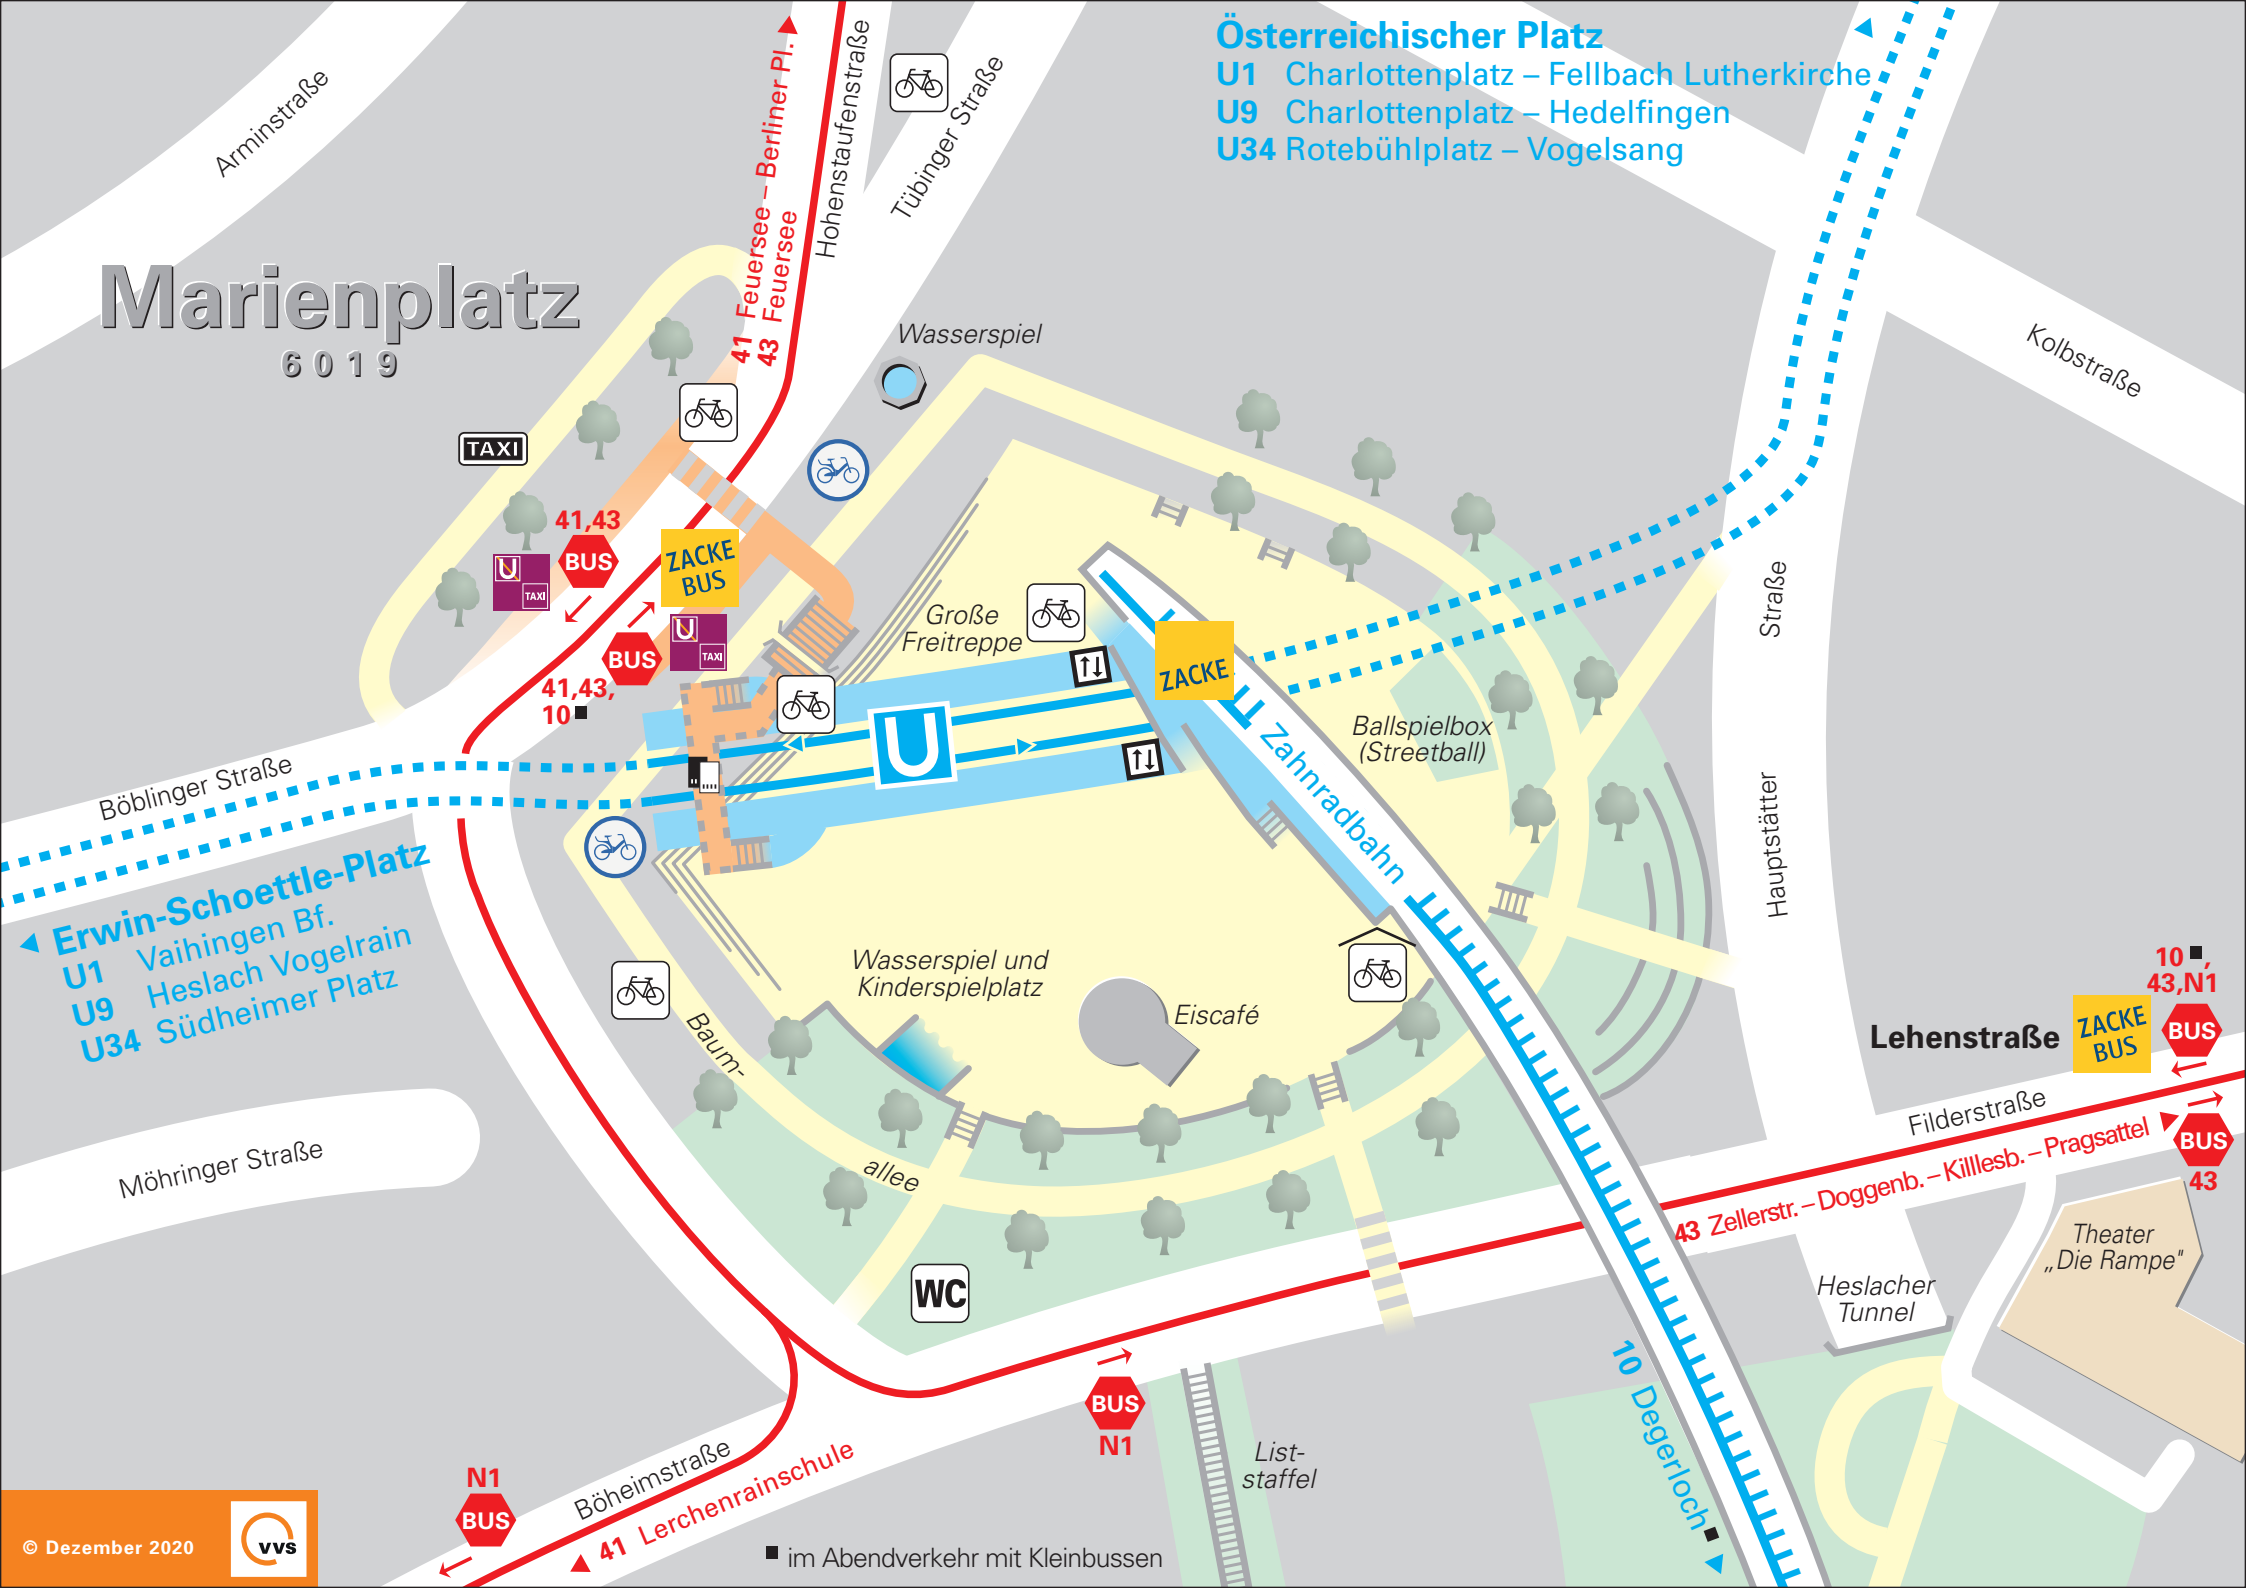 Österreichischer Platz
U1 Charlottenplatz – Fellbach Lutherkirche
U9 Charlottenplatz – Hedelfingen
U34 Rotebühlplatz – Vogelsang
Arminstraße
41 Feuersee – Berliner Pl.
43 Feuersee
Hohenstaufenstraße
Tübinger Straße
Marienplatz
6019
Wasserspiel
Kolbstraße
TAXI
41,43
BUS
U
TAXI
ZACKE
BUS
U
TAXI
BUS
41,43,
10
Große
Freitreppe
ZACKE
U
Zahnradbahn
Ballspielbox
(Streetball)
Straße
Hauptstätter
Böblinger Straße
Erwin-Schoettle-Platz
U1 Vaihingen Bf.
U9 Heslach Vogelrain
U34 Südheimer Platz
Wasserspiel und
Kinderspielplatz
Eiscafé
Baum-
allee
10 ,
43,N1
Lehenstraße
ZACKE
BUS
BUS
Filderstraße
43 Zellerstr. – Doggenb. – Killlesb. – Pragsattel
BUS
43
Möhringer Straße
WC
Theater
„Die Rampe"
Heslacher
Tunnel
10 Degerloch
BUS
N1
List-
staffel
N1
BUS
Böheimstraße
41 Lerchenrainschule
© Dezember 2020
vvs
im Abendverkehr mit Kleinbussen